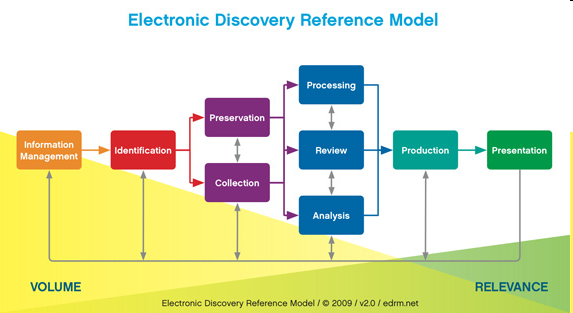 Electronic Discovery Reference Model
Processing
Preservation
Information
Management
Identification
Review
Production
Presentation
Collection
Analysis
VOLUME
RELEVANCE
Electronic Discovery Reference Model / © 2009 / v2.0 / edrm.net